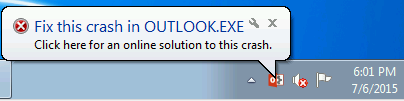 Fix this crash in OUTLOOK.EXE
Click here for an online solution to this crash.
6:01 PM
7/6/2015